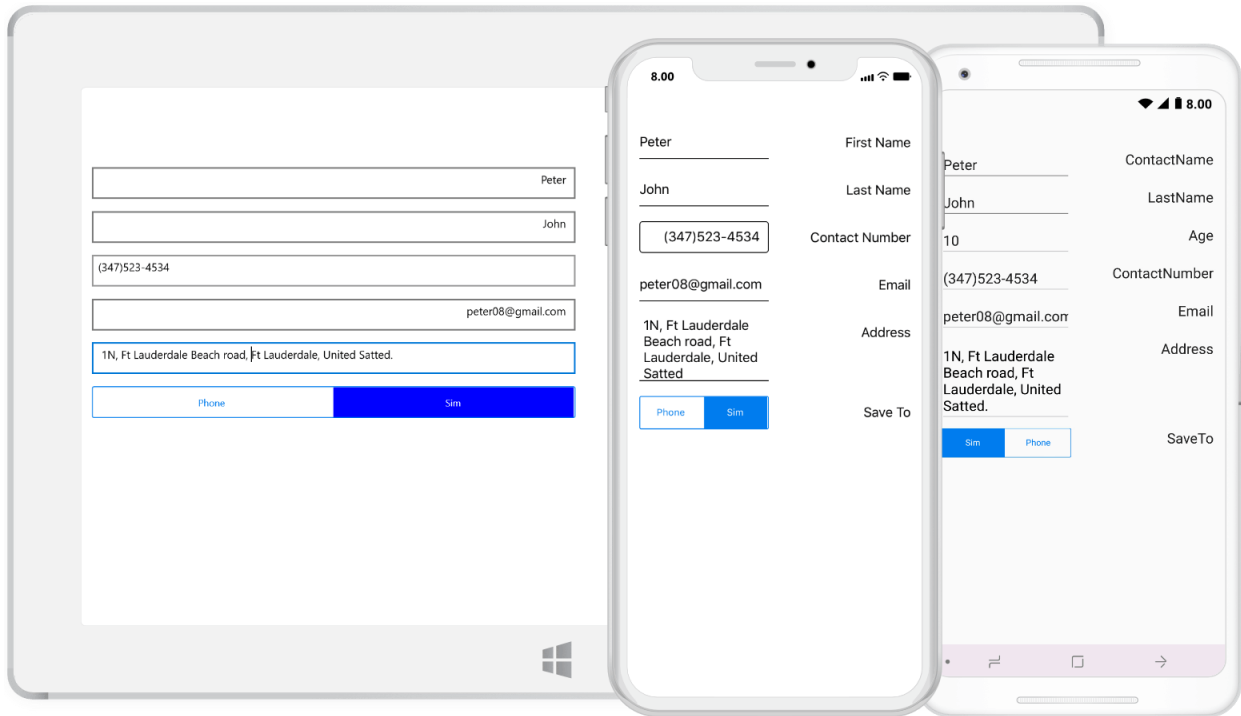 Peter
John
(347)523-4534
peter08@gmail.com
1N, Ft Lauderdale Beach road, Ft Lauderdale, United Satted.
Phone Sim
8.00
Peter First Name
John Last Name
(347)523-4534 Contact Number
peter08@gmail.com Email
1N, Ft Lauderdale Address
Beach road, Ft
Lauderdale, United
Satted
Phone Sim Save To
8.00
Peter ContactName
John LastName
10 Age
(347)523-4534 ContactNumber
peter08@gmail.com Email
1N, Ft Lauderdale Address
Beach road, Ft
Lauderdale, United
Satted.
Sim Phone SaveTo